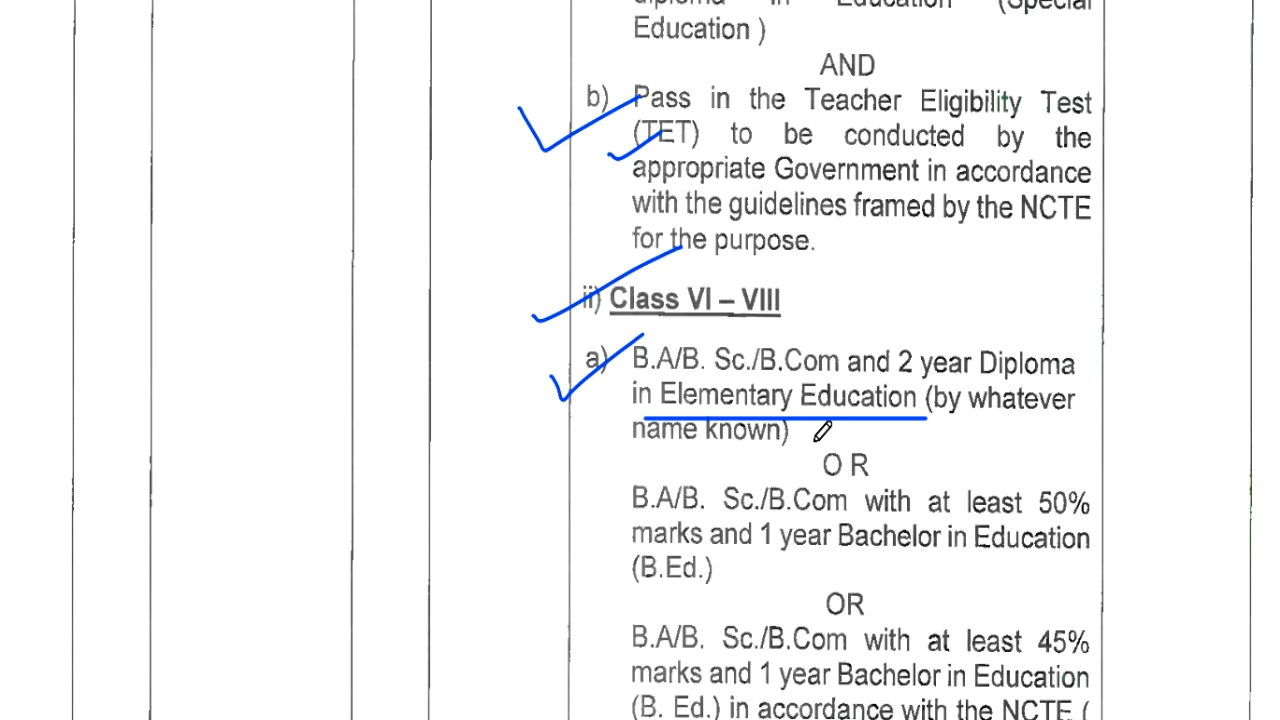 diploma in Education (Special
Education )
AND
b) Pass in the Teacher Eligibility Test
(TET) to be conducted by the
appropriate Government in accordance
with the guidelines framed by the NCTE
for the purpose.
ii) Class VI – VIII
a) B.A/B. Sc./B.Com and 2 year Diploma
in Elementary Education (by whatever
name known)
O R
B.A/B. Sc./B.Com with at least 50%
marks and 1 year Bachelor in Education
(B.Ed.)
OR
B.A/B. Sc./B.Com with at least 45%
marks and 1 year Bachelor in Education
(B. Ed.) in accordance with the NCTE (